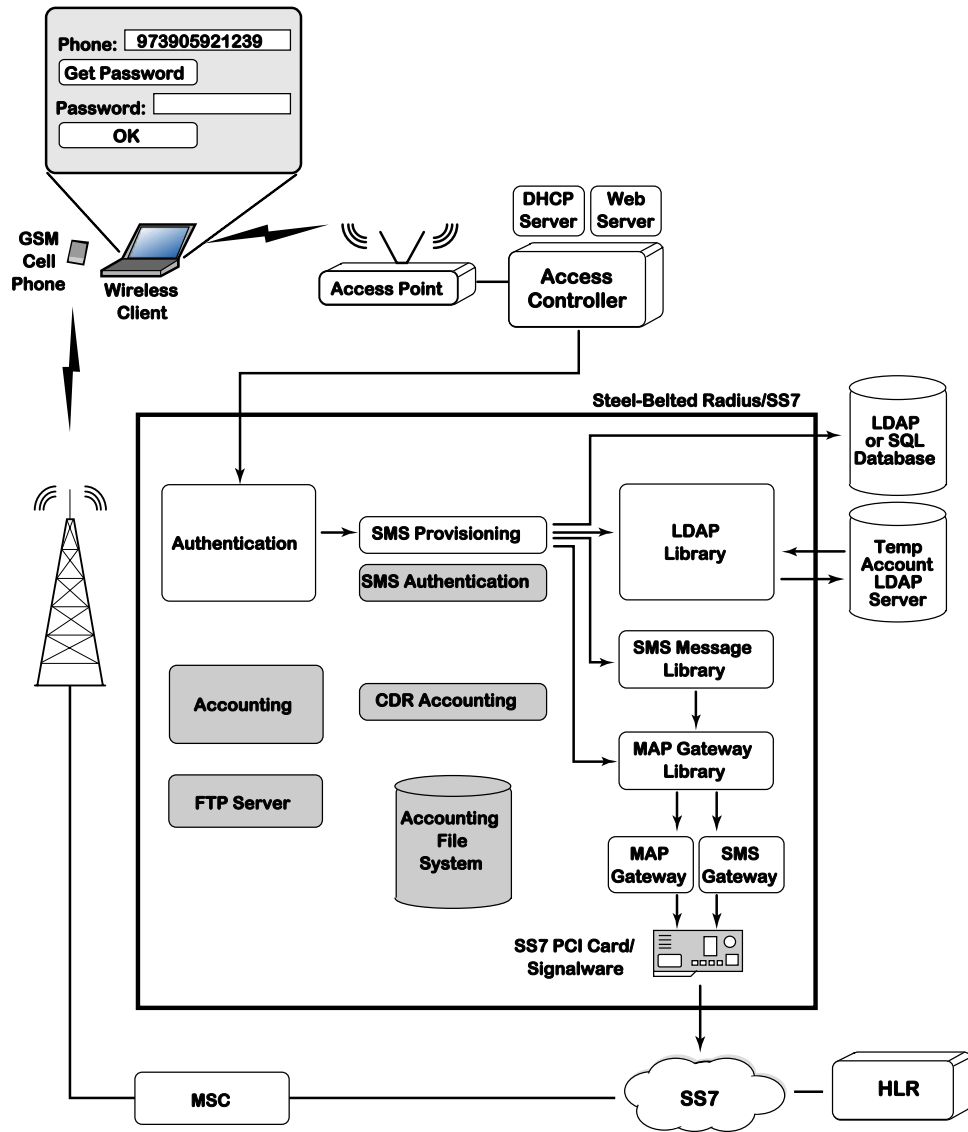 Phone: 973905921239
Get Password
Password:
OK
GSM
Cell
Phone
Wireless
Client
Access Point
DHCP
Server
Web
Server
Access
Controller
Steel-Belted Radius/SS7
LDAP
or SQL
Database
Authentication
SMS Provisioning
SMS Authentication
LDAP
Library
Temp
Account
LDAP
Server
SMS Message
Library
Accounting
CDR Accounting
MAP Gateway
Library
FTP Server
Accounting
File
System
MAP
Gateway
SMS
Gateway
SS7 PCI Card/
Signalware
MSC
SS7
HLR